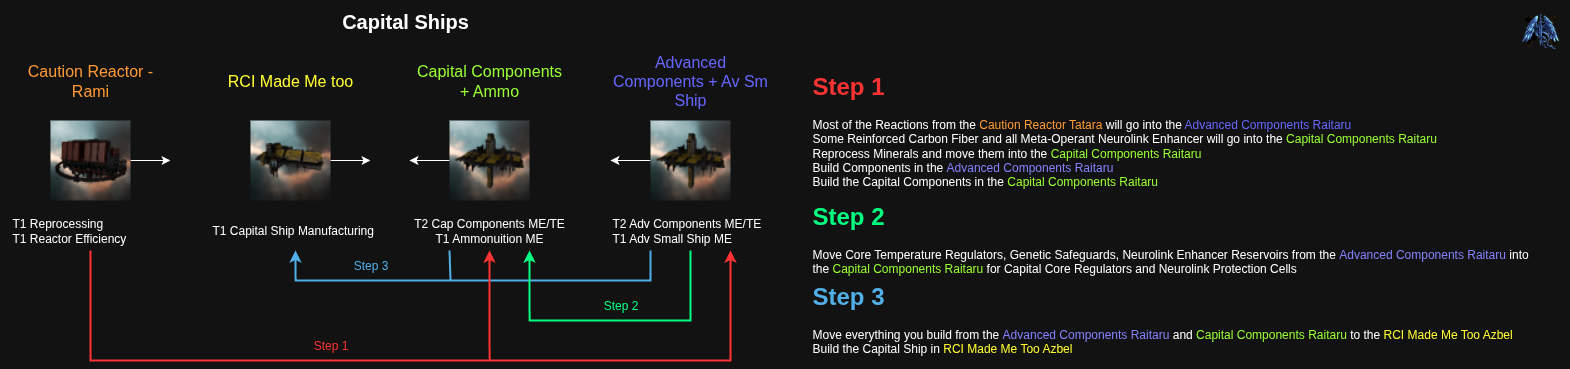 Capital Ships
Caution Reactor -
Rami
RCI Made Me too
Capital Components
+ Ammo
Advanced
Components + Av Sm
Ship
T1 Reprocessing
T1 Reactor Efficiency
T1 Capital Ship Manufacturing
T2 Cap Components ME/TE
T1 Ammonuition ME
T2 Adv Components ME/TE
T1 Adv Small Ship ME
Step 3
Step 2
Step 1
Step 1
Most of the Reactions from the Caution Reactor Tatara will go into the Advanced Components Raitaru
Some Reinforced Carbon Fiber and all Meta-Operant Neurolink Enhancer will go into the Capital Components Raitaru
Reprocess Minerals and move them into the Capital Components Raitaru
Build Components in the Advanced Components Raitaru
Build the Capital Components in the Capital Components Raitaru
Step 2
Move Core Temperature Regulators, Genetic Safeguards, Neurolink Enhancer Reservoirs from the Advanced Components Raitaru into
the Capital Components Raitaru for Capital Core Regulators and Neurolink Protection Cells
Step 3
Move everything you build from the Advanced Components Raitaru and Capital Components Raitaru to the RCI Made Me Too Azbel
Build the Capital Ship in RCI Made Me Too Azbel